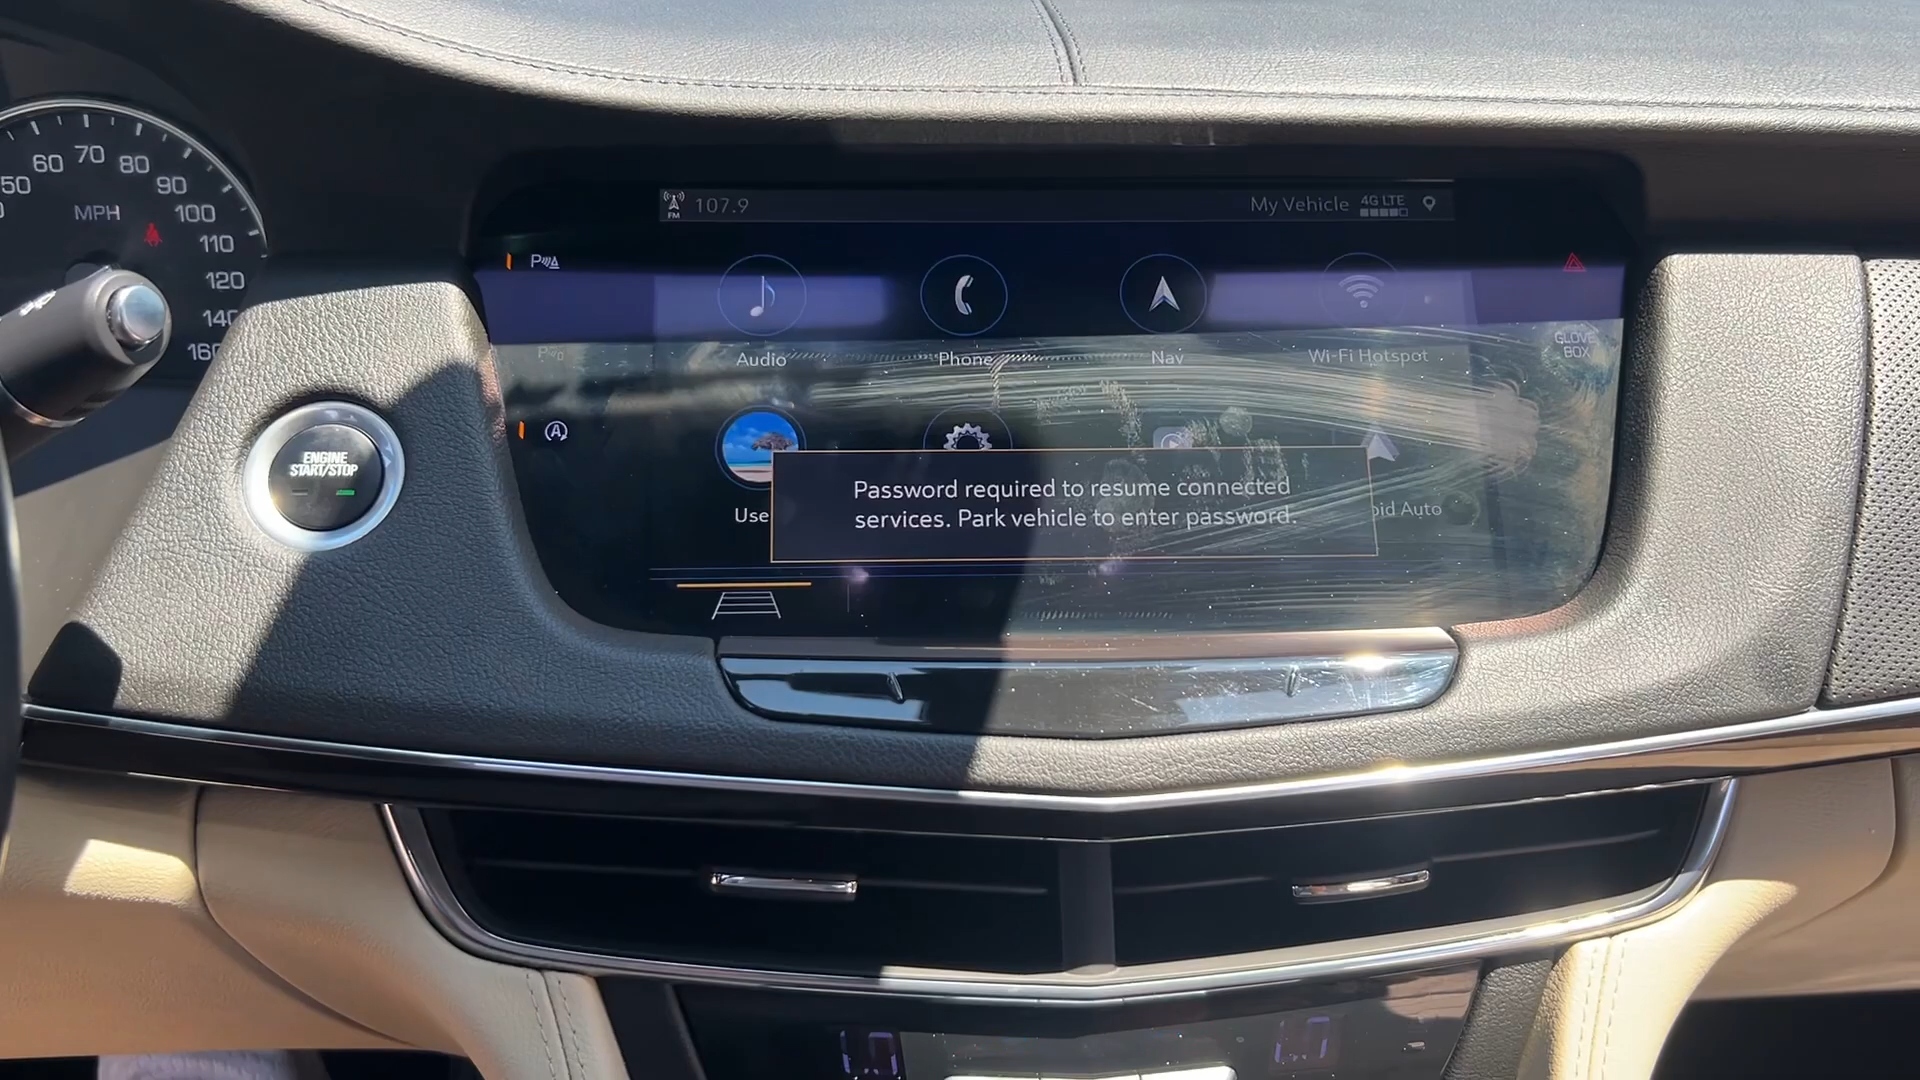 50
60
70
80
90
100
110
120
140
160
MPH
ENGINE
START/STOP
FM
107.9
My Vehicle
4G LTE
P
Audio
Phone
Nav
Wi-Fi Hotspot
GLOVE
BOX
A
Password required to resume connected
services. Park vehicle to enter password.
Auto